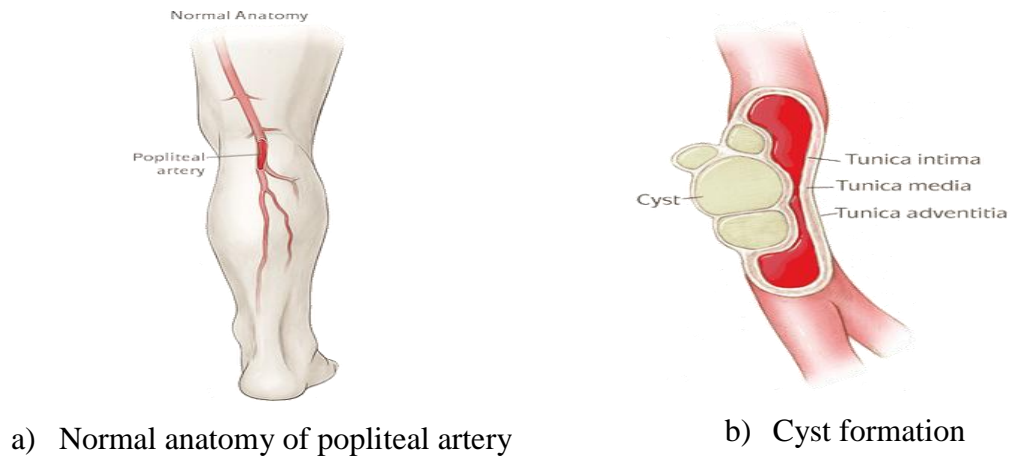 Normal Anatomy
Popliteal
artery
Tunica intima
Tunica media
Cyst
Tunica adventitia
a) Normal anatomy of popliteal artery
b) Cyst formation